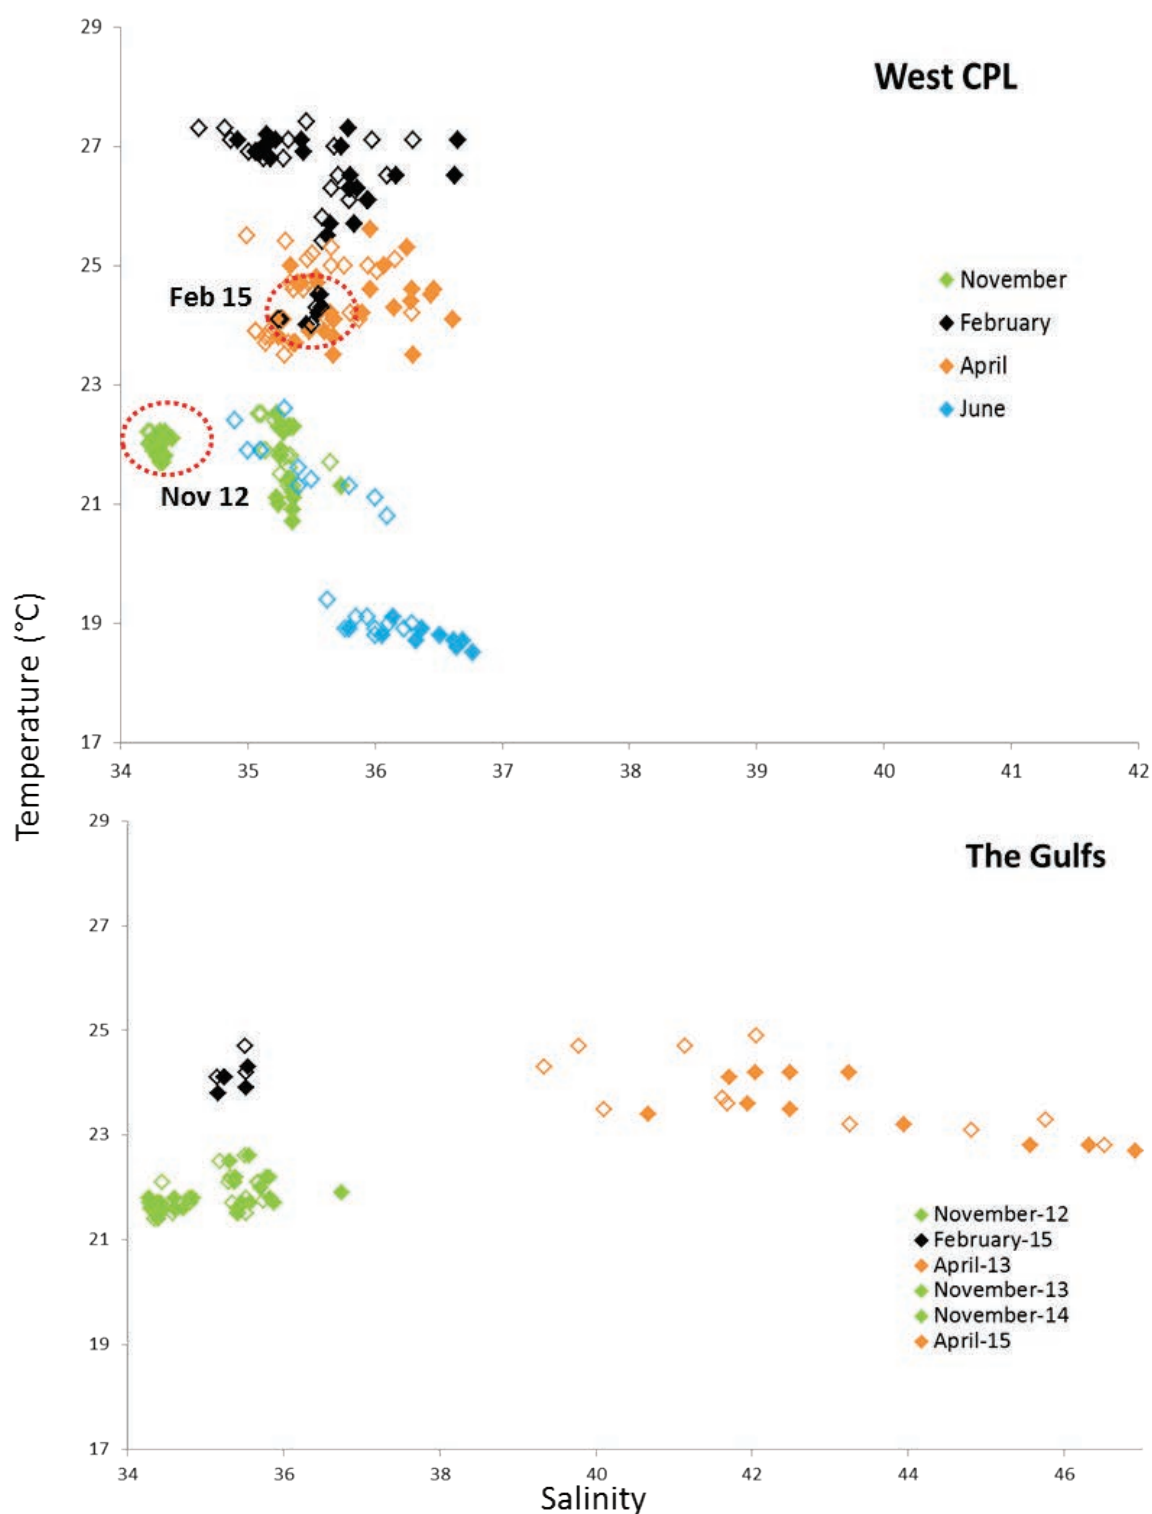 29
West CPL
27
25
Feb 15
23
21
Nov 12
19
17
34 35 36 37 38 39 40 41 42
November
February
April
June
Temperature (°C)
29
The Gulfs
27
25
23
21
19
17
34 36 38 40 42 44 46
November-12
February-15
April-13
November-13
November-14
April-15
Salinity